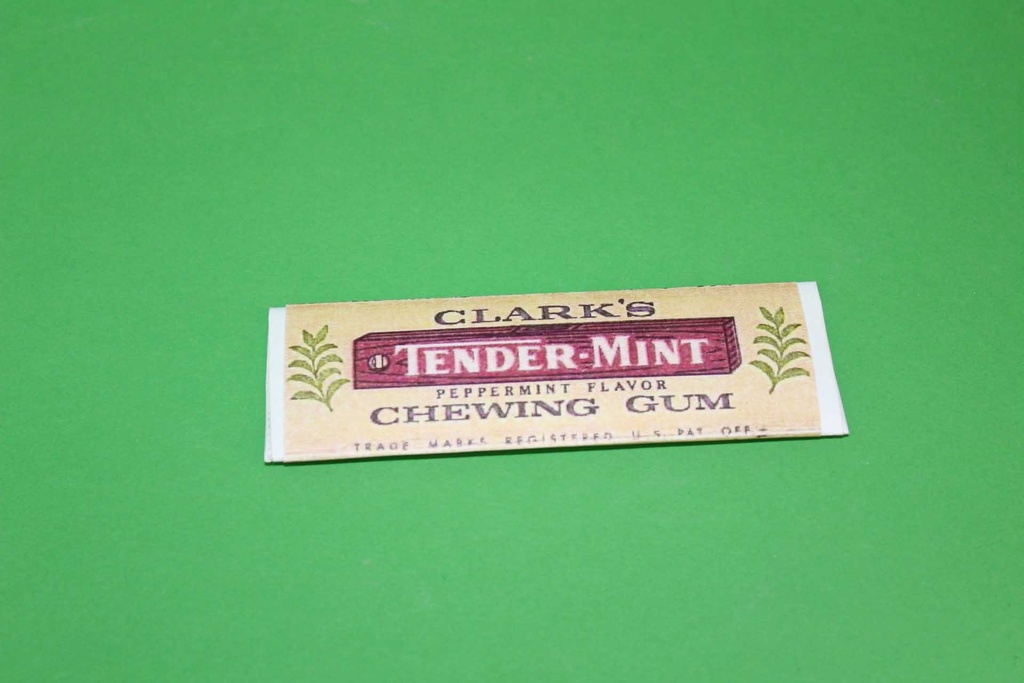 CLARK'S
TENDER-MINT
PEPPERMINT FLAVOR
CHEWING GUM
TRADE MARKS REGISTERED U.S. PAT. OFF.